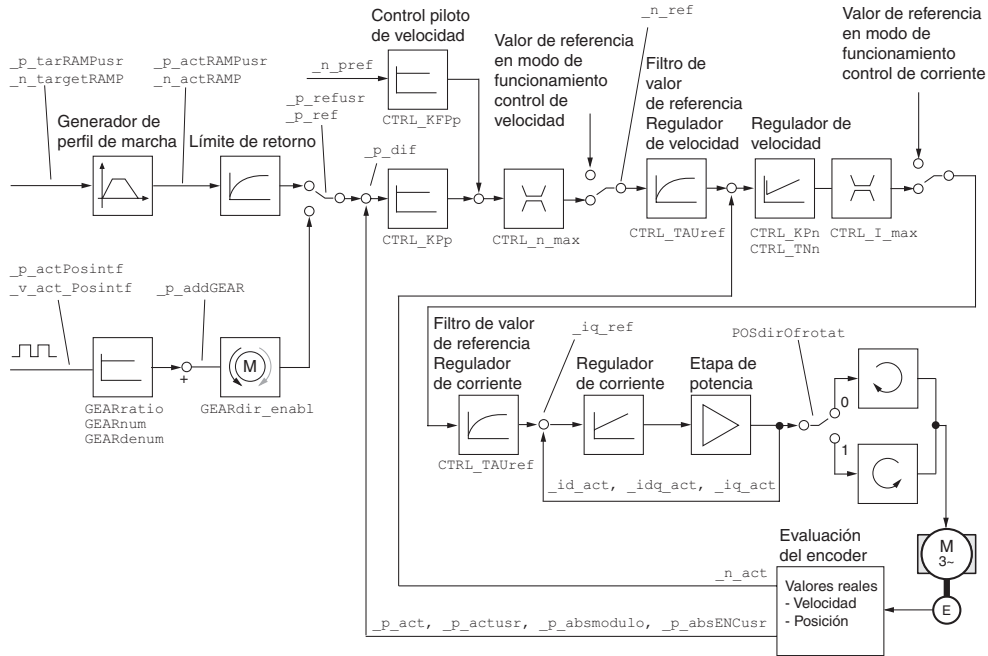 Control piloto
de velocidad
_n_ref
Valor de referencia
en modo de
funcionamiento
control de
velocidad
Valor de referencia
en modo de
funcionamiento
control de corriente
_p_tarRAMPusr
_n_targetRAMP
_p_actRAMPusr
_n_actRAMP
_n_pref
_p_refusr
_p_ref
CTRL_KFPp
Filtro de
valor
de referencia
Regulador
de velocidad
Regulador de
velocidad
Generador de
perfil de marcha
Límite de retorno
_p_dif
CTRL_KPp
CTRL_n_max
CTRL_TAUref
CTRL_KPn
CTRL_TNn
CTRL_I_max
_p_actPosintf
_v_act_Posintf
_p_addGEAR
+
M
GEARratio
GEARnum
GEARdenum
GEARdir_enabl
Filtro de valor
de referencia
Regulador
de corriente
_iq_ref
Regulador
de corriente
Etapa de
potencia
POSdirOfrotat
0
1
CTRL_TAUref
_id_act, _idq_act, _iq_act
Evaluación
del encoder
M
3~
E
_n_act
Valores reales
- Velocidad
- Posición
_p_act, _p_actusr, _p_absmodulo, _p_absENCusr